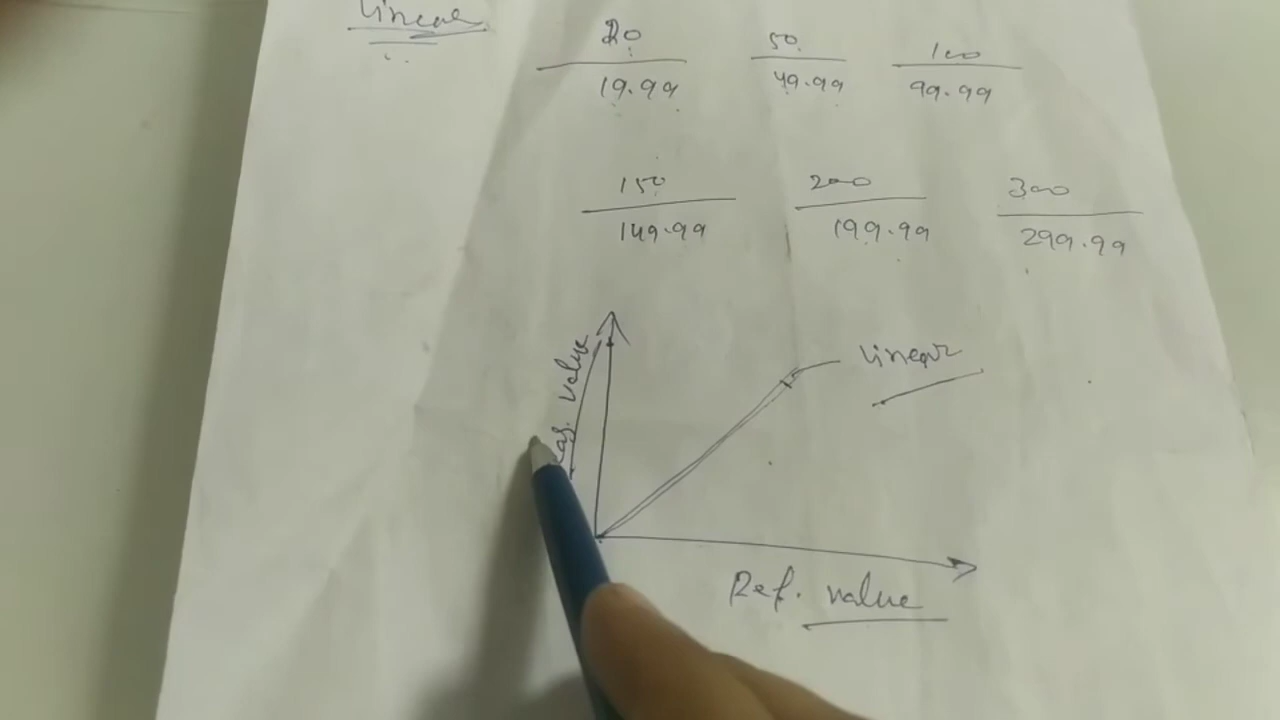 Linear
20 50 100
19.99 49.99 99.99
150 200 300
149.99 199.99 299.99
Linear
value
Ref. value